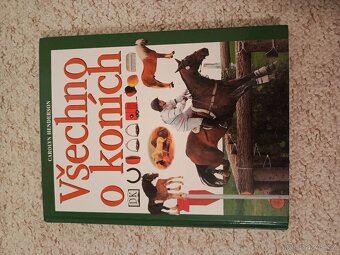 CAROLYN HENDERSON
Všechno
o koních
DK